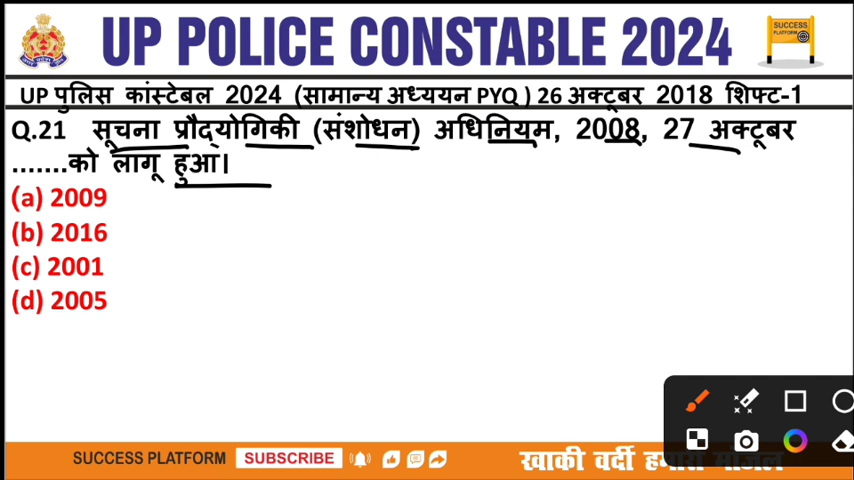 UP POLICE CONSTABLE 2024
SUCCESS
PLATFORM
UP पुलिस कांस्टेबल 2024 (सामान्य अध्ययन PYQ ) 26 अक्टूबर 2018 शिफ्ट-1
Q.21 सूचना प्रौद्योगिकी (संशोधन) अधिनियम, 2008, 27 अक्टूबर
.......को लागू हुआ।
(a) 2009
(b) 2016
(c) 2001
(d) 2005
SUCCESS PLATFORM SUBSCRIBE खाकी वर्दी हमारी मंजिल